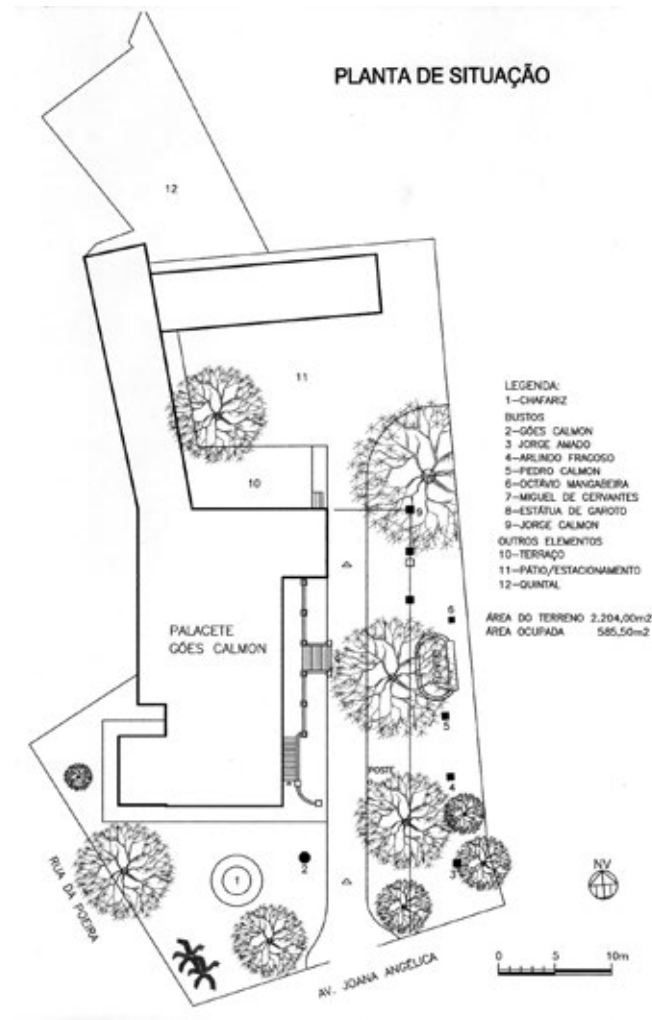 PLANTA DE SITUAÇÃO
12
11
10
LEGENDA:
1-CHAFARIZ
BUSTOS
2-GÓES CALMON
3 JORGE AMADO
4-ARLINDO FRAGOSO
5-PEDRO CALMON
6-OCTÁVIO MANGABEIRA
7-MIGUEL DE CERVANTES
8-ESTÁTUA DE GAROTO
9-JORGE CALMON
OUTROS ELEMENTOS
10-TERRAÇO
11-PÁTIO/ESTACIONAMENTO
12-QUINTAL
ÁREA DO TERRENO 2.204,00m2
ÁREA OCUPADA 585,50m2
9
6
PALACETE
GÓES CALMON
5
POSTE
4
3
2
1
RUA DA POEIRA
AV. JOANA ANGÉLICA
NV
0 5 10m